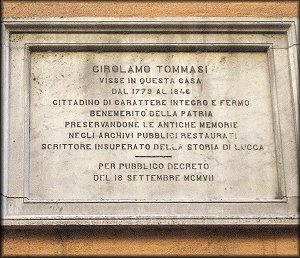 GIROLAMO TOMMASI
VISSE IN QUESTA CASA
DAL 1779 AL 1846
CITTADINO DI CARATTERE INTEGRO E FERMO
BENEMERITO DELLA PATRIA
PRESERVANDONE LE ANTICHE MEMORIE
NEGLI ARCHIVI PUBBLICI RESTAURATI
SCRITTORE INSUPERATO DELLA STORIA DI LUCCA
PER PUBBLICO DECRETO
DEL 18 SETTEMBRE MCMVII